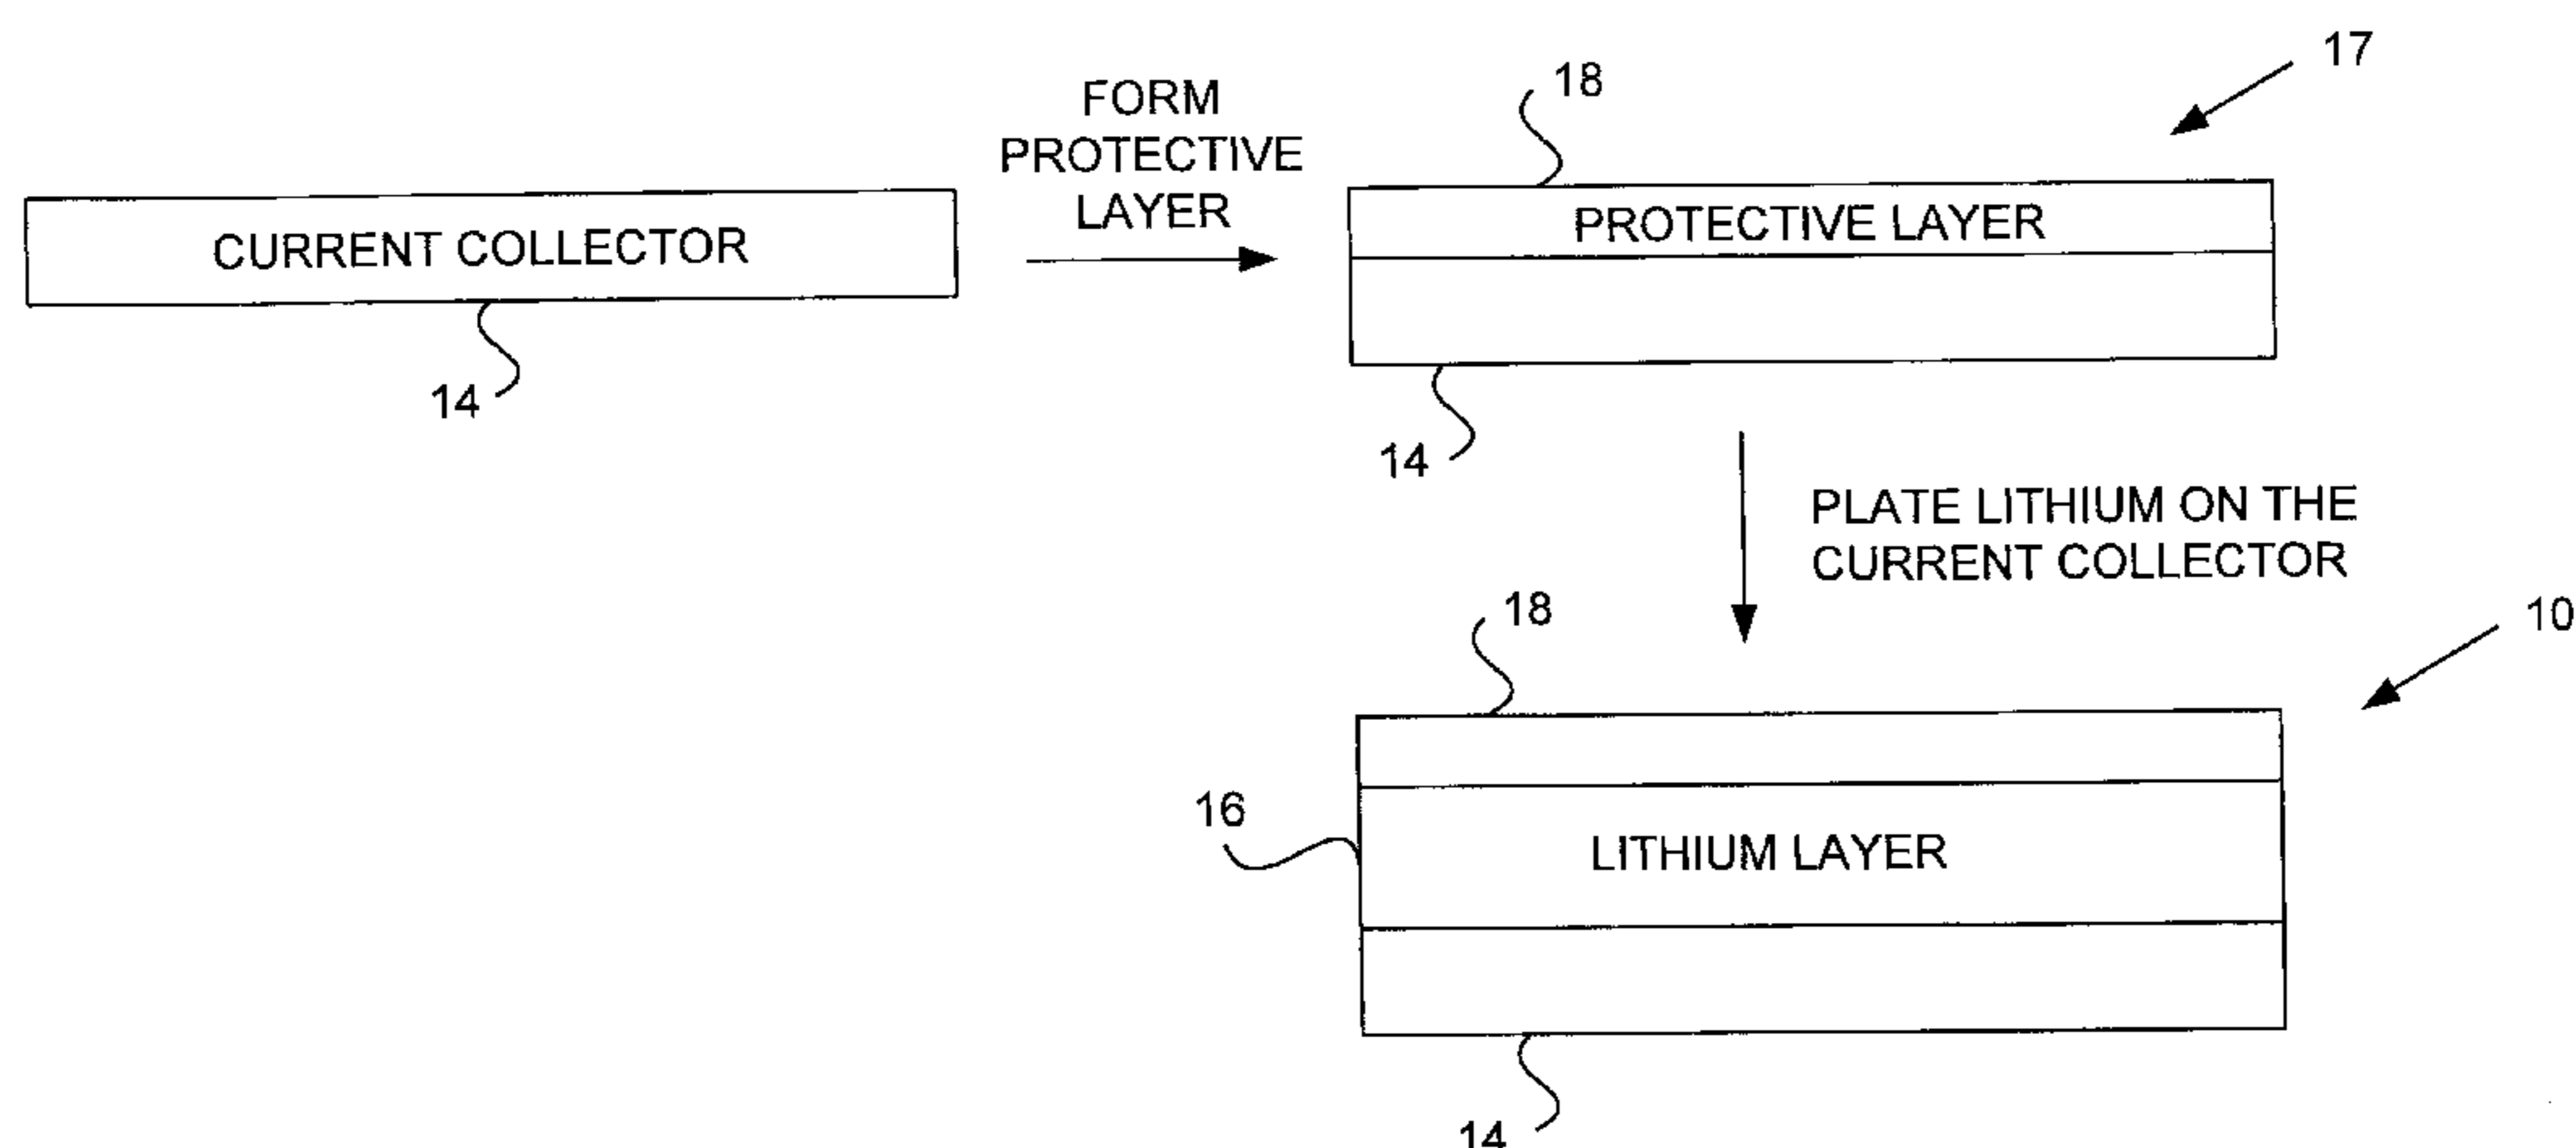 17
18
FORM
PROTECTIVE
LAYER
CURRENT COLLECTOR
PROTECTIVE LAYER
14
14
PLATE LITHIUM ON THE
CURRENT COLLECTOR
18
10
16
LITHIUM LAYER
14